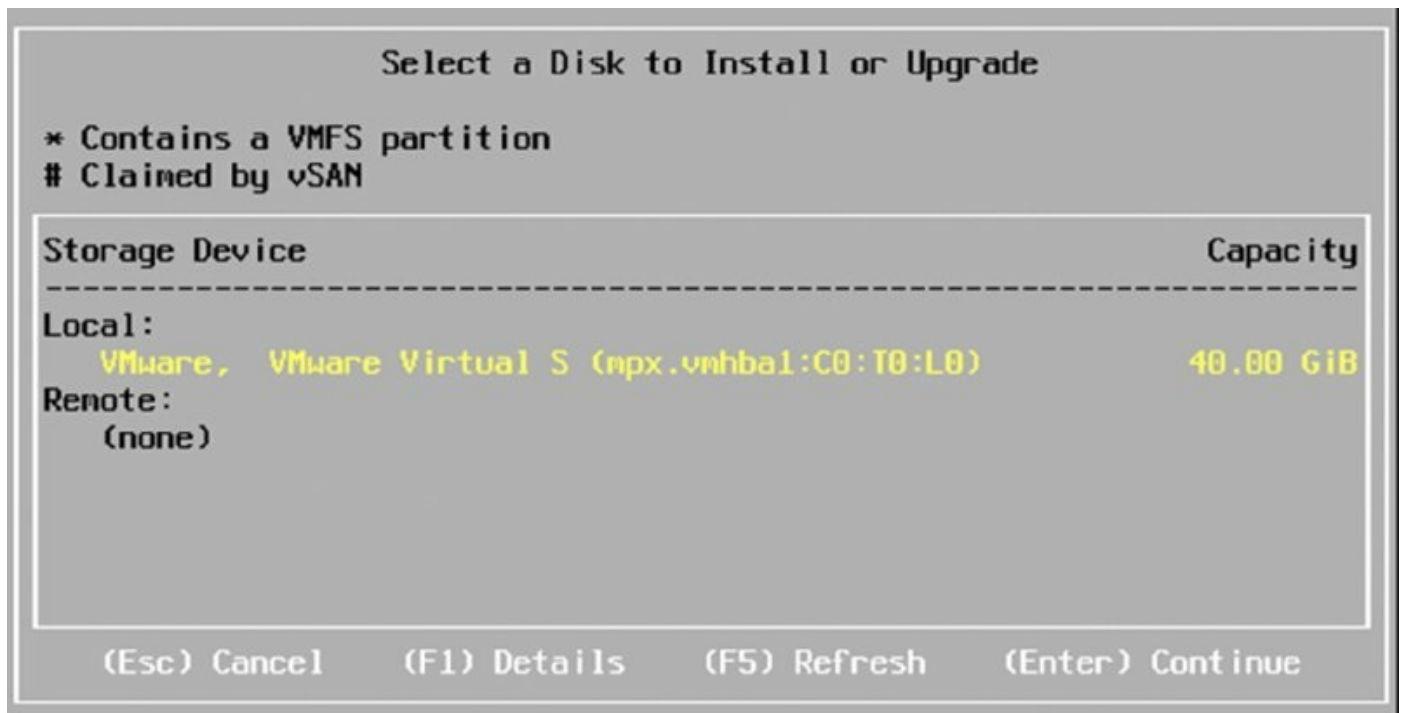 Select a Disk to Install or Upgrade
* Contains a VMFS partition
# Claimed by vSAN
Storage Device Capacity
----------------------------------------------------------------------
Local:
VMware,  VMware Virtual S (mpx.vmhba1:C0:T0:L0) 40.00 GiB
Remote:
(none)
(Esc) Cancel (F1) Details (F5) Refresh (Enter) Continue